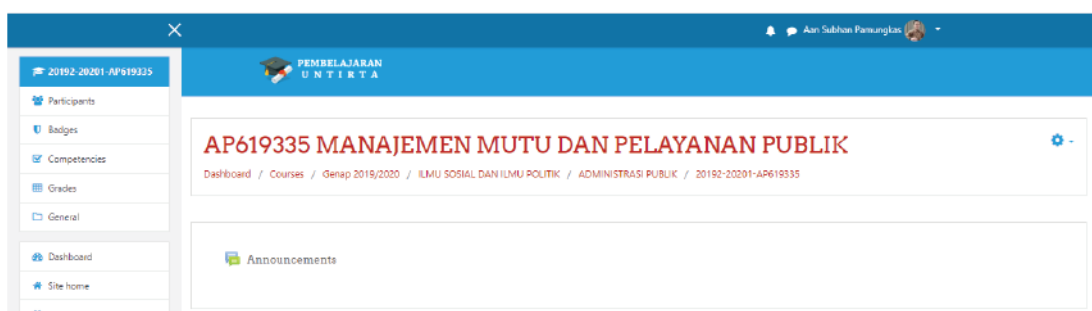 Aan Subhan Pamungkas
PEMBELAJARAN
UNTIRTA
20192-20201-AP619335
Participants
Badges
Competencies
Grades
General
Dashboard
Site home
AP619335 MANAJEMEN MUTU DAN PELAYANAN PUBLIK
Dashboard / Courses / Genap 2019/2020 / ILMU SOSIAL DAN ILMU POLITIK / ADMINISTRASI PUBLIK / 20192-20201-AP619335
Announcements